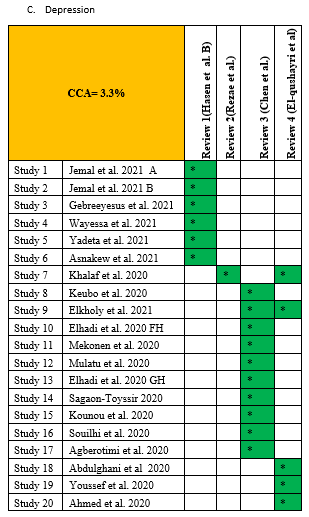 C. Depression
CCA= 3.3%
Review 1(Hasen et al. B)
Review 2(Rezae et al.)
Review 3 (Chen et al.)
Review 4 (El-qushayri et al)
Study 1 Jemal et al. 2021 A *
Study 2 Jemal et al. 2021 B *
Study 3 Gebreeyesus et al. 2021 *
Study 4 Wayessa et al. 2021 *
Study 5 Yadeta et al. 2021 *
Study 6 Asnakew et al. 2021 *
Study 7 Khalaf et al. 2020 * *
Study 8 Keubo et al. 2020 *
Study 9 Elkholy et al. 2021 * *
Study 10 Elhadi et al. 2020 FH *
Study 11 Mekonen et al. 2020 *
Study 12 Mulatu et al. 2020 *
Study 13 Elhadi et al. 2020 GH *
Study 14 Sagaon-Toyssir 2020 *
Study 15 Kounou et al. 2020 *
Study 16 Souilhi et al. 2020 *
Study 17 Agberotimi et al. 2020 *
Study 18 Abdulghani et al 2020 *
Study 19 Youssef et al. 2020 *
Study 20 Ahmed et al. 2020 *